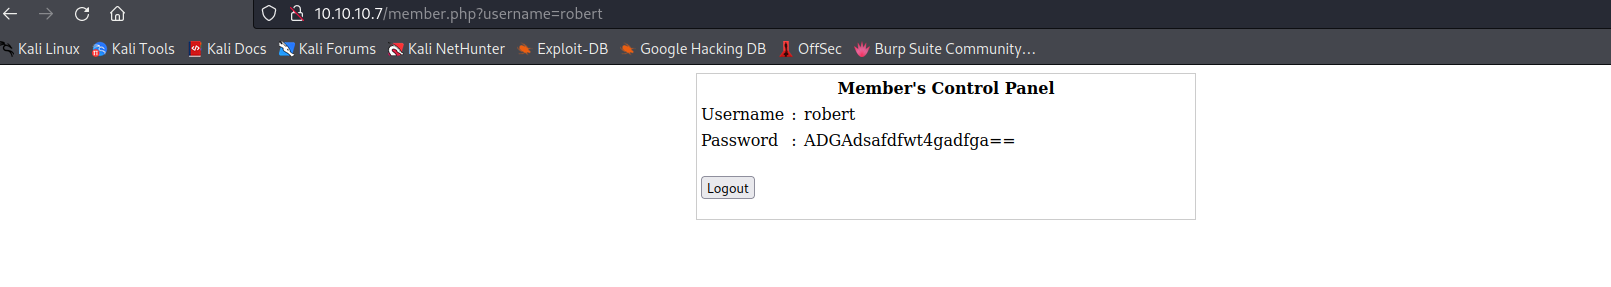 10.10.10.7/member.php?username=robert
Kali Linux Kali Tools Kali Docs Kali Forums Kali NetHunter Exploit-DB Google Hacking DB OffSec Burp Suite Community…
Member's Control Panel
Username : robert
Password : ADGAdsafdfwt4gadfga==
Logout